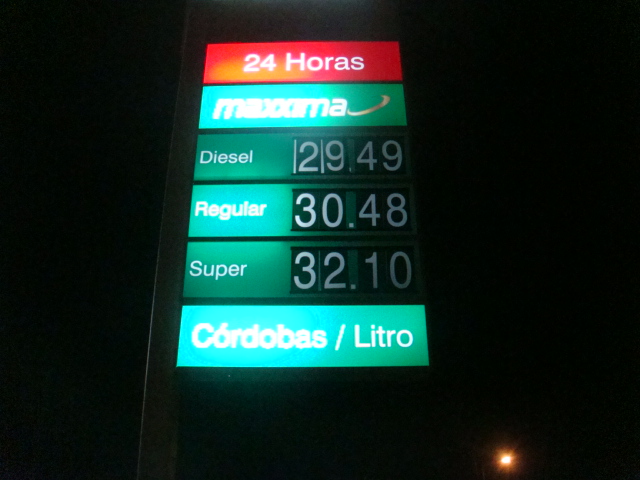 24 Horas
maxxima
Diesel 29.49
Regular 30.48
Super 32.10
Córdobas / Litro